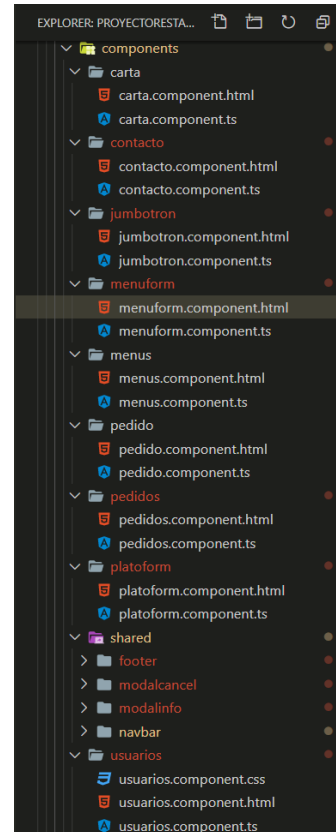 EXPLORER: PROYECTORESTA...
components
carta
carta.component.html
carta.component.ts
contacto
contacto.component.html
contacto.component.ts
jumbotron
jumbotron.component.html
jumbotron.component.ts
menuform
menuform.component.html
menuform.component.ts
menus
menus.component.html
menus.component.ts
pedido
pedido.component.html
pedido.component.ts
pedidos
pedidos.component.html
pedidos.component.ts
platoform
platoform.component.html
platoform.component.ts
shared
footer
modalcancel
modalinfo
navbar
usuarios
usuarios.component.css
usuarios.component.html
usuarios.component.ts